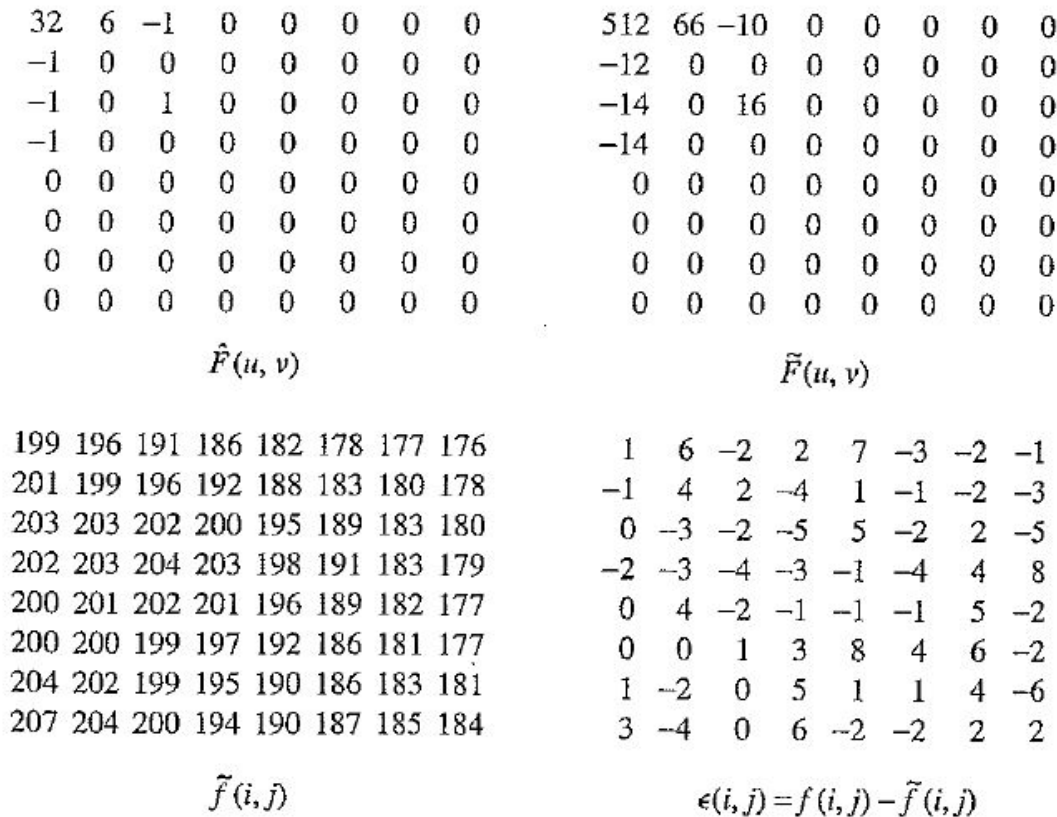 32 6 −1 0 0 0 0 0
−1 0 0 0 0 0 0 0
−1 0 1 0 0 0 0 0
−1 0 0 0 0 0 0 0
0 0 0 0 0 0 0 0
0 0 0 0 0 0 0 0
0 0 0 0 0 0 0 0
0 0 0 0 0 0 0 0
F̂(u, v)
512 66 −10 0 0 0 0 0
−12 0 0 0 0 0 0 0
−14 0 16 0 0 0 0 0
−14 0 0 0 0 0 0 0
0 0 0 0 0 0 0 0
0 0 0 0 0 0 0 0
0 0 0 0 0 0 0 0
0 0 0 0 0 0 0 0
F̃(u, v)
199 196 191 186 182 178 177 176
201 199 196 192 188 183 180 178
203 203 202 200 195 189 183 180
202 203 204 203 198 191 183 179
200 201 202 201 196 189 182 177
200 200 199 197 192 186 181 177
204 202 199 195 190 186 183 181
207 204 200 194 190 187 185 184
f̃(i, j)
1 6 −2 2 7 −3 −2 −1
−1 4 2 −4 1 −1 −2 −3
0 −3 −2 −5 5 −2 2 −5
−2 −3 −4 −3 −1 −4 4 8
0 4 −2 −1 −1 −1 5 −2
0 0 1 3 8 4 6 −2
1 −2 0 5 1 1 4 −6
3 −4 0 6 −2 −2 2 2
ϵ(i, j) = f(i, j) − f̃(i, j)